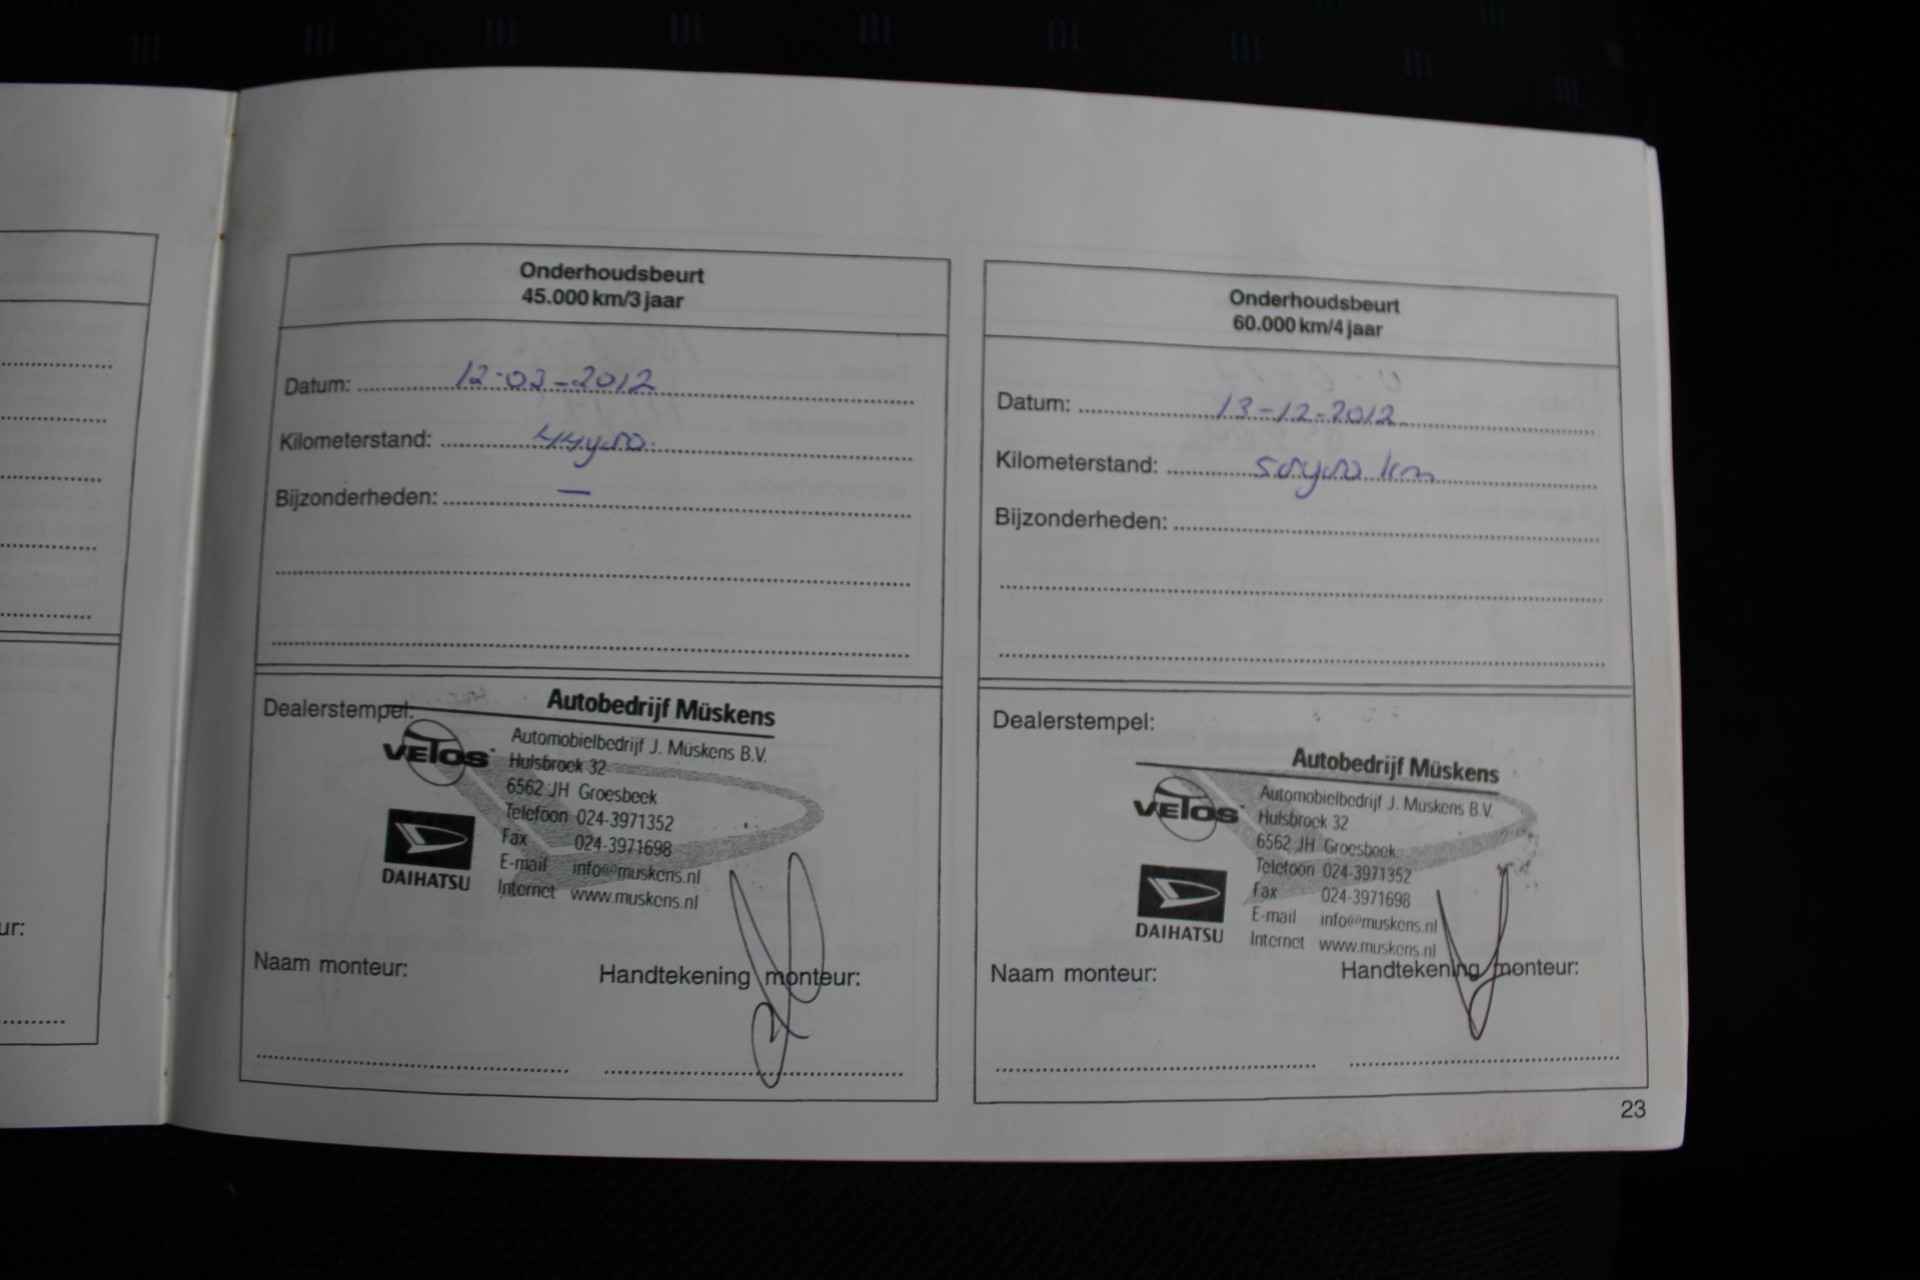 Onderhoudsbeurt
45.000 km/3 jaar
Datum: 12-03-2012
Kilometerstand:
Bijzonderheden: —
Dealerstempel:
Autobedrijf Müskens
Automobielbedrijf J. Müskens B.V.
VETOS
Hulsbroek 32
6562 JH Groesbeek
Telefoon 024-3971352
Fax 024-3971698
E-mail info@muskens.nl
Internet www.muskens.nl
DAIHATSU
Naam monteur:
Handtekening monteur:
Onderhoudsbeurt
60.000 km/4 jaar
Datum: 13-12-2012
Kilometerstand: km
Bijzonderheden:
Dealerstempel:
Autobedrijf Müskens
Automobielbedrijf J. Muskens B.V.
VETOS
Hulsbroek 32
6562 JH Groesbeek
Telefoon 024-3971352
Fax 024-3971698
E-mail info@muskens.nl
Internet www.muskens.nl
DAIHATSU
Naam monteur:
Handtekening monteur:
23
ur: